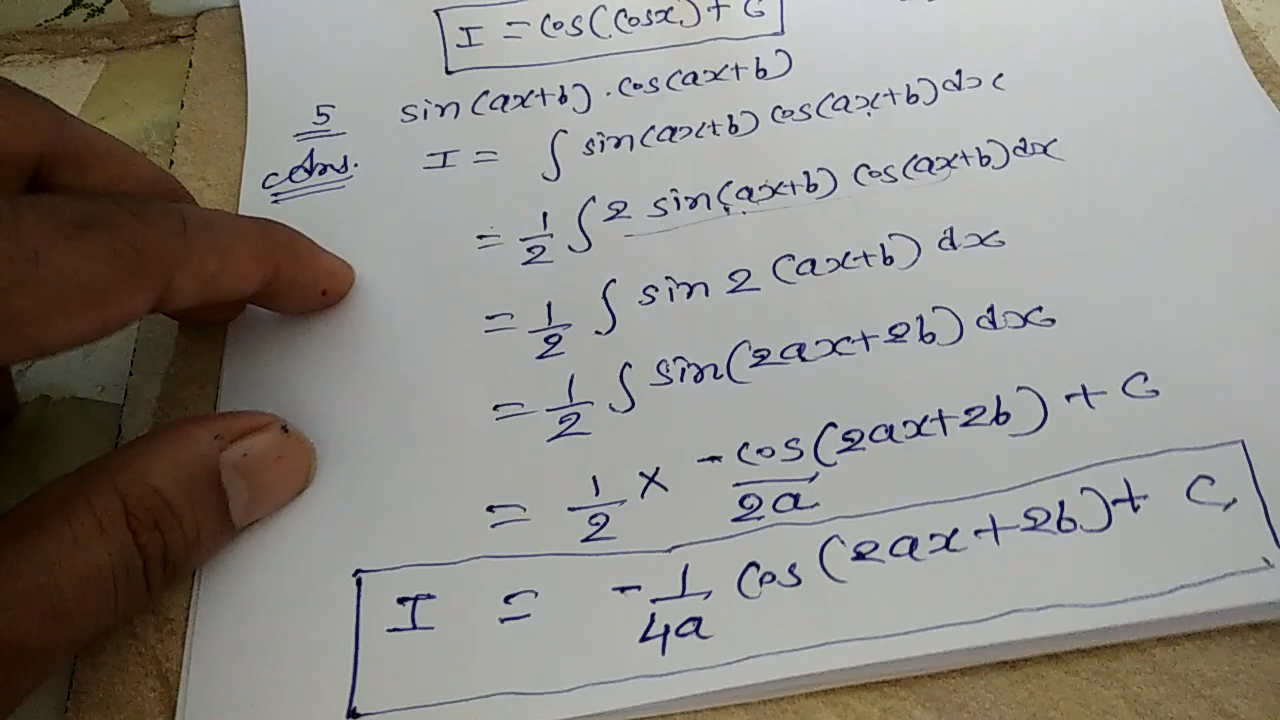 I = cos(cosx) + C
5 sin(ax+b).cos(ax+b)
Ans. I = ∫ sin(ax+b) cos(ax+b) dx
= 1/2 ∫ 2 sin(ax+b) cos(ax+b) dx
= 1/2 ∫ sin 2 (ax+b) dx
= 1/2 ∫ sin(2ax+2b) dx
= 1/2 × -cos(2ax+2b)/2a + C
I = -1/4a cos(2ax+2b) + C